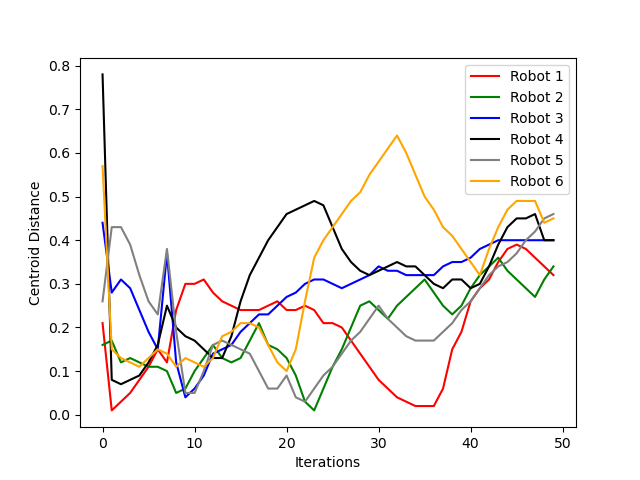 0.8
0.7
0.6
0.5
0.4
0.3
0.2
0.1
0.0
Centroid Distance
0 10 20 30 40 50
Iterations
Robot 1
Robot 2
Robot 3
Robot 4
Robot 5
Robot 6